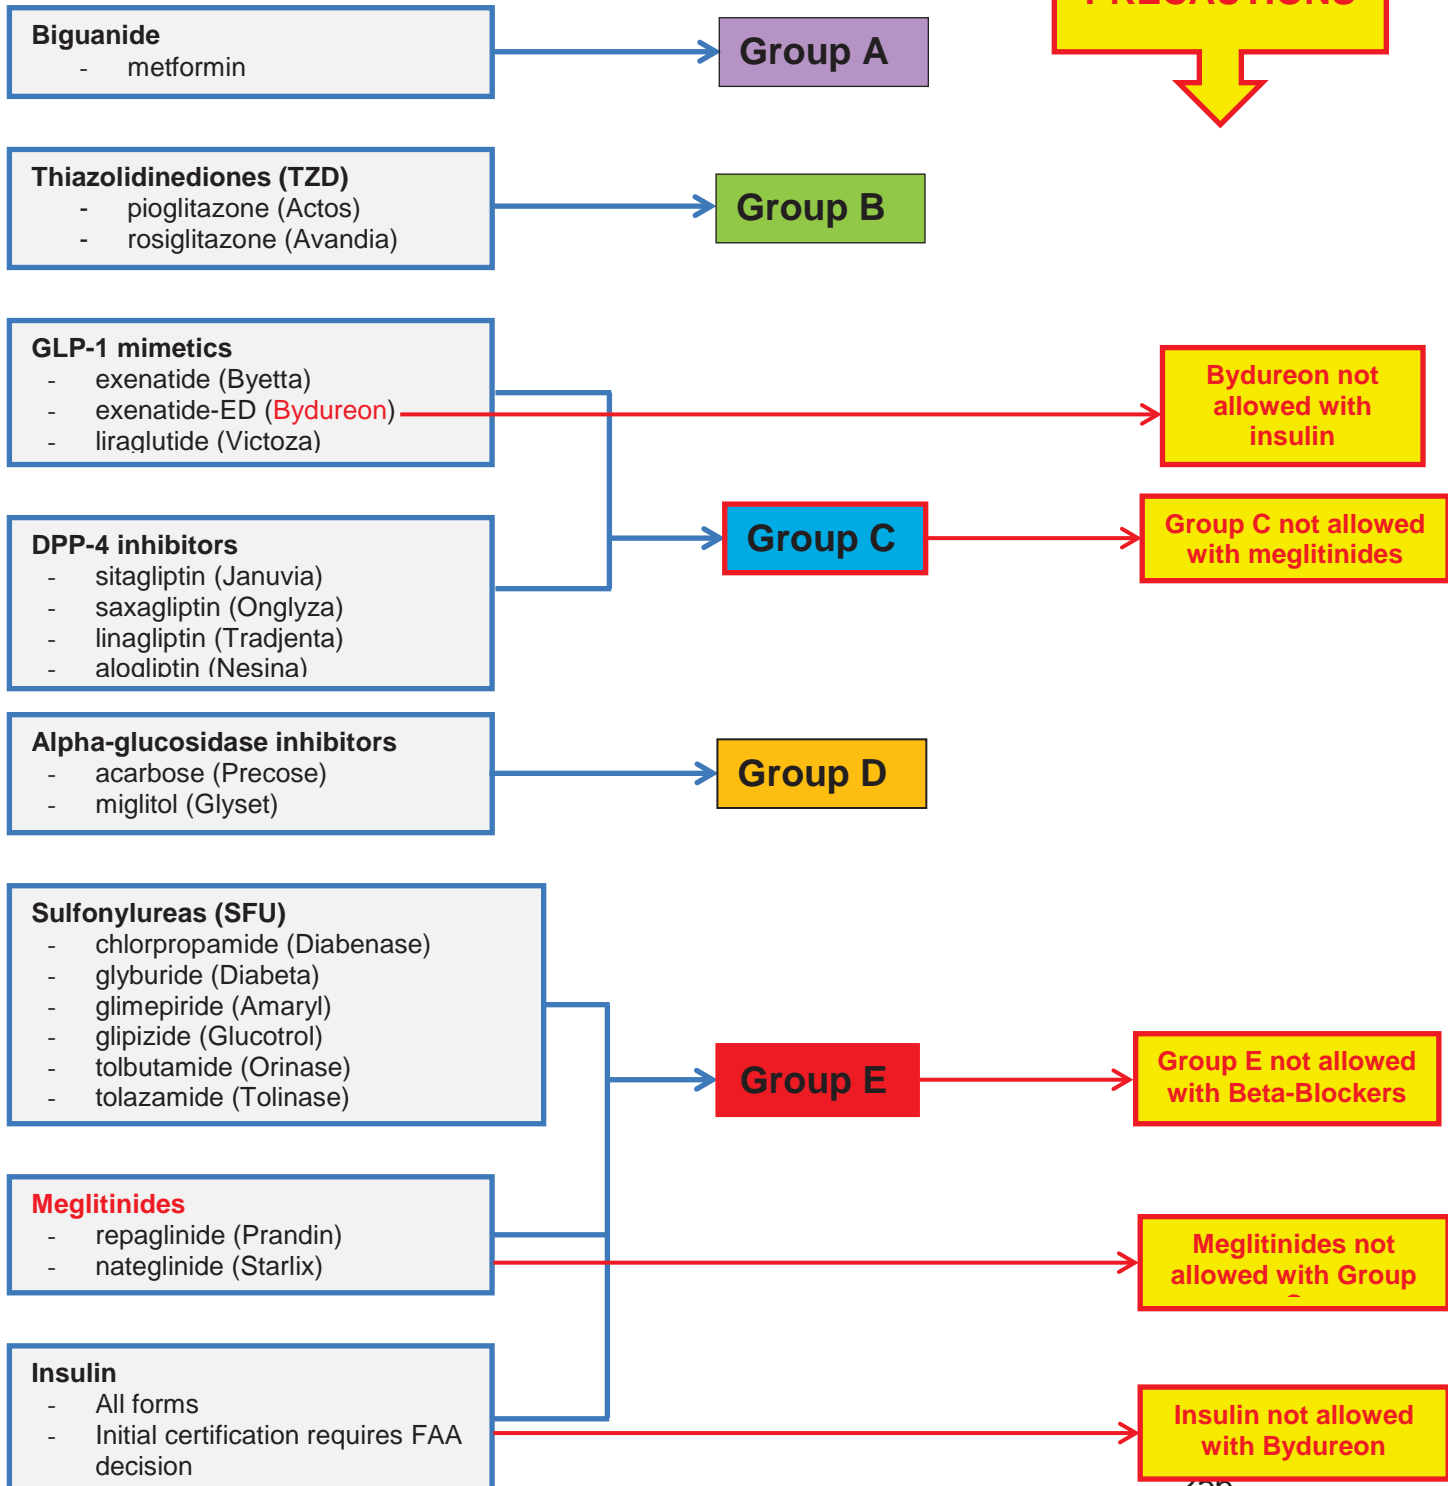 PRECAUTIONS
Biguanide
- metformin
Group A
Thiazolidinediones (TZD)
- pioglitazone (Actos)
- rosiglitazone (Avandia)
Group B
GLP-1 mimetics
- exenatide (Byetta)
- exenatide-ED (Bydureon)
- liraglutide (Victoza)
Bydureon not
allowed with
insulin
DPP-4 inhibitors
- sitagliptin (Januvia)
- saxagliptin (Onglyza)
- linagliptin (Tradjenta)
- alogliptin (Nesina)
Group C
Group C not allowed
with meglitinides
Alpha-glucosidase inhibitors
- acarbose (Precose)
- miglitol (Glyset)
Group D
Sulfonylureas (SFU)
- chlorpropamide (Diabenase)
- glyburide (Diabeta)
- glimepiride (Amaryl)
- glipizide (Glucotrol)
- tolbutamide (Orinase)
- tolazamide (Tolinase)
Group E
Group E not allowed
with Beta-Blockers
Meglitinides
- repaglinide (Prandin)
- nateglinide (Starlix)
Meglitinides not
allowed with Group
Insulin
- All forms
- Initial certification requires FAA
decision
Insulin not allowed
with Bydureon